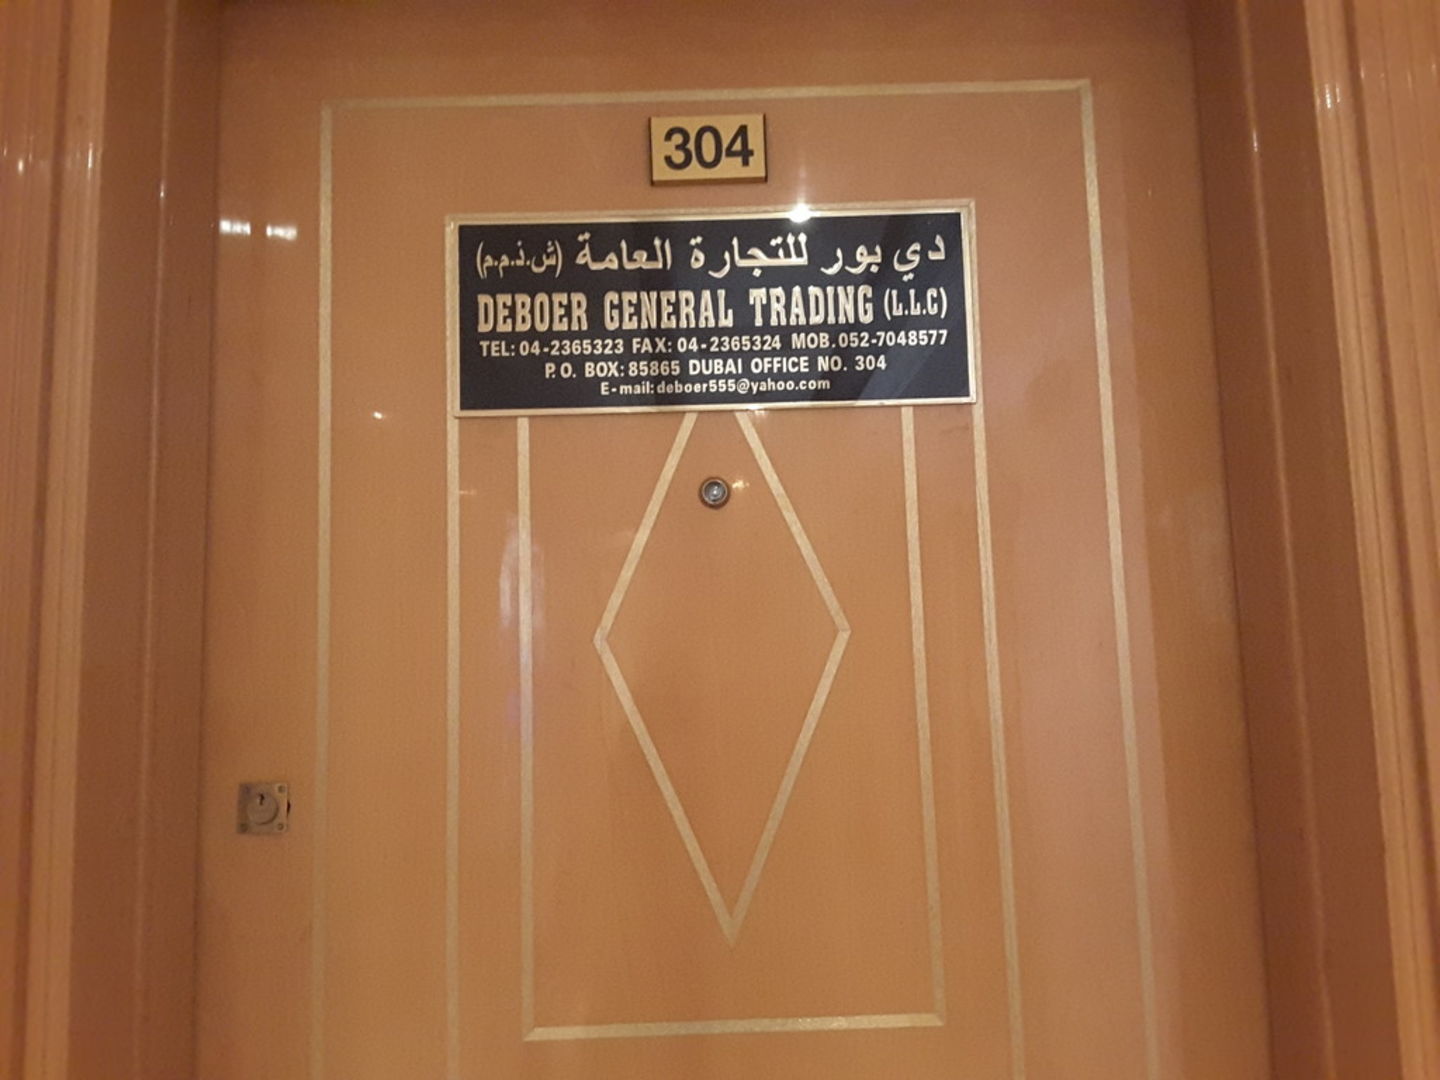 304
دي بور للتجارة العامة (ش.ذ.م.م)
DEBOER GENERAL TRADING (L.L.C)
TEL: 04-2365323 FAX: 04-2365324 MOB. 052-7048577
P.O. BOX: 85865 DUBAI OFFICE NO. 304
E-mail: deboer555@yahoo.com